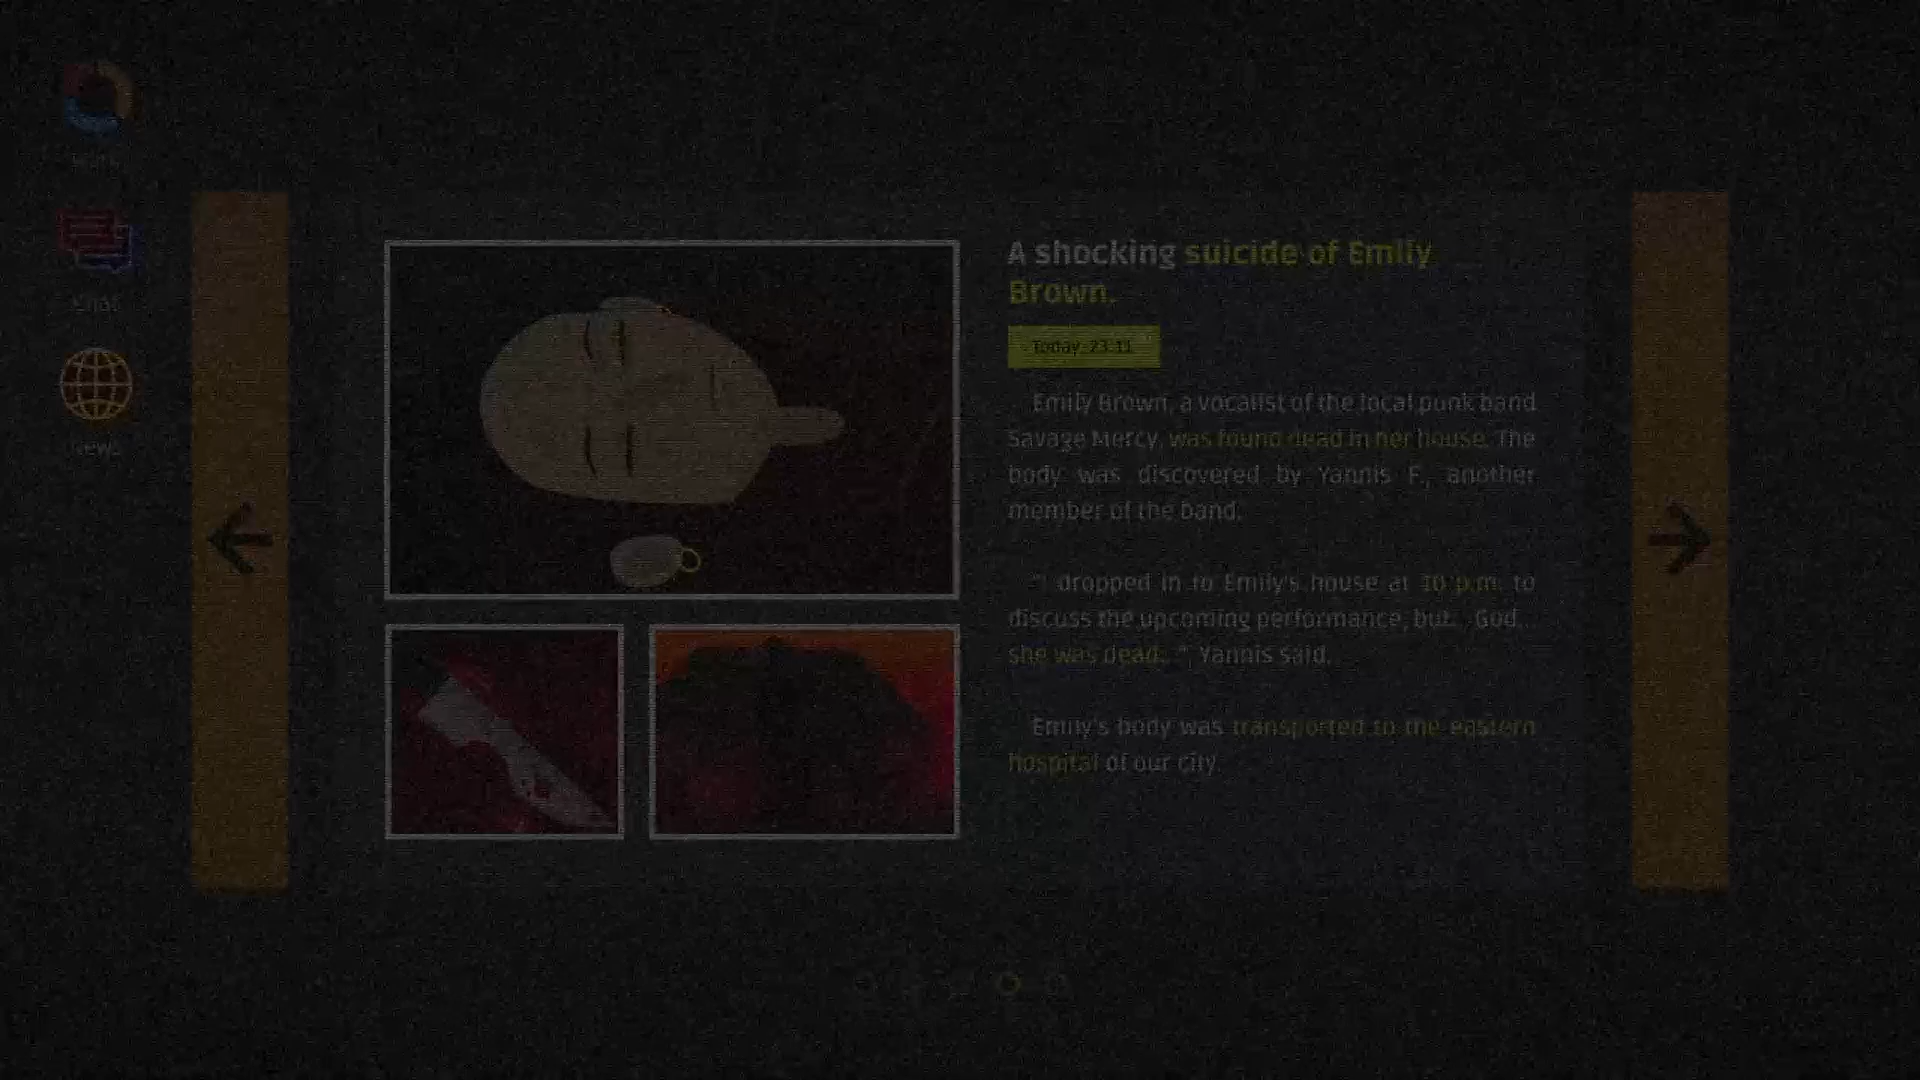 A shocking suicide of Emily
Brown.
Today, 23:11
Emily Brown, a vocalist of the local punk band
Savage Mercy, was found dead in her house. The
body was discovered by Yannis F., another
member of the band.
"I dropped in to Emily's house at 10 p.m. to
discuss the upcoming performance, but... God...
she was dead...", Yannis said.
Emily's body was transported to the eastern
hospital of our city.
Chat
News